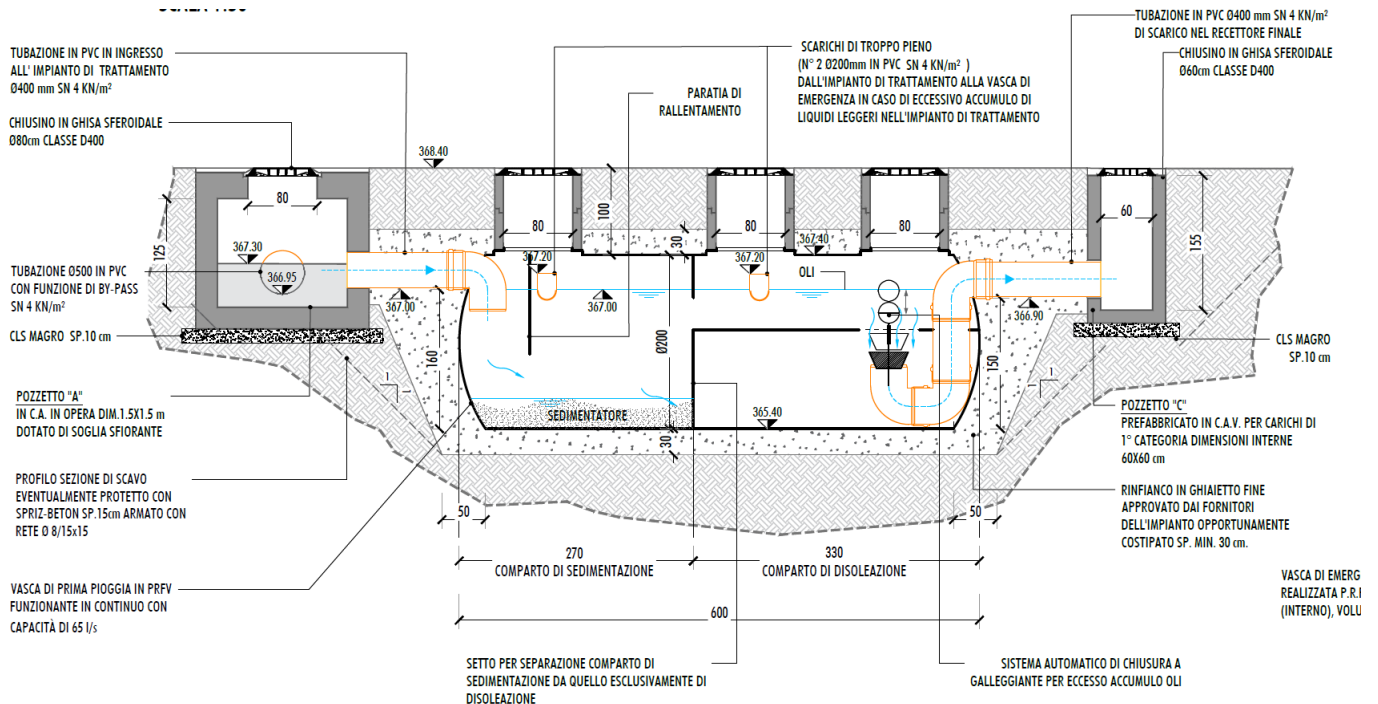 TUBAZIONE IN PVC IN INGRESSO
ALL' IMPIANTO DI TRATTAMENTO
Ø400 mm SN 4 KN/m²
CHIUSINO IN GHISA SFEROIDALE
Ø80cm CLASSE D400
TUBAZIONE Ø500 IN PVC
CON FUNZIONE DI BY-PASS
SN 4 KN/m²
CLS MAGRO SP.10 cm
POZZETTO "A"
IN C.A. IN OPERA DIM.1.5X1.5 m
DOTATO DI SOGLIA SFIORANTE
PROFILO SEZIONE DI SCAVO
EVENTUALMENTE PROTETTO CON
SPRIZ-BETON SP.15cm ARMATO CON
RETE Ø 8/15x15
VASCA DI PRIMA PIOGGIA IN PRFV
FUNZIONANTE IN CONTINUO CON
CAPACITÀ DI 65 l/s
PARATIA DI
RALLENTAMENTO
SCARICHI DI TROPPO PIENO
(N° 2 Ø200mm IN PVC SN 4 KN/m² )
DALL'IMPIANTO DI TRATTAMENTO ALLA VASCA DI
EMERGENZA IN CASO DI ECCESSIVO ACCUMULO DI
LIQUIDI LEGGERI NELL'IMPIANTO DI TRATTAMENTO
TUBAZIONE IN PVC Ø400 mm SN 4 KN/m²
DI SCARICO NEL RECETTORE FINALE
CHIUSINO IN GHISA SFEROIDALE
Ø60cm CLASSE D400
368.40
80
80
80
80
60
100
30
125
155
367.30
366.95
367.00
367.20
367.00
367.20
367.40
OLI
366.90
160
Ø200
150
1
1
1
1
SEDIMENTATORE
365.40
30
50
50
270
COMPARTO DI SEDIMENTAZIONE
330
COMPARTO DI DISOLEAZIONE
600
CLS MAGRO
SP.10 cm
POZZETTO "C"
PREFABBRICATO IN C.A.V. PER CARICHI DI
1° CATEGORIA DIMENSIONI INTERNE
60X60 cm
RINFIANCO IN GHIAIETTO FINE
APPROVATO DAI FORNITORI
DELL'IMPIANTO OPPORTUNAMENTE
COSTIPATO SP. MIN. 30 cm.
SETTO PER SEPARAZIONE COMPARTO DI
SEDIMENTAZIONE DA QUELLO ESCLUSIVAMENTE DI
DISOLEAZIONE
SISTEMA AUTOMATICO DI CHIUSURA A
GALLEGGIANTE PER ECCESSO ACCUMULO OLI
VASCA DI EMERG
REALIZZATA P.R.
(INTERNO), VOLU